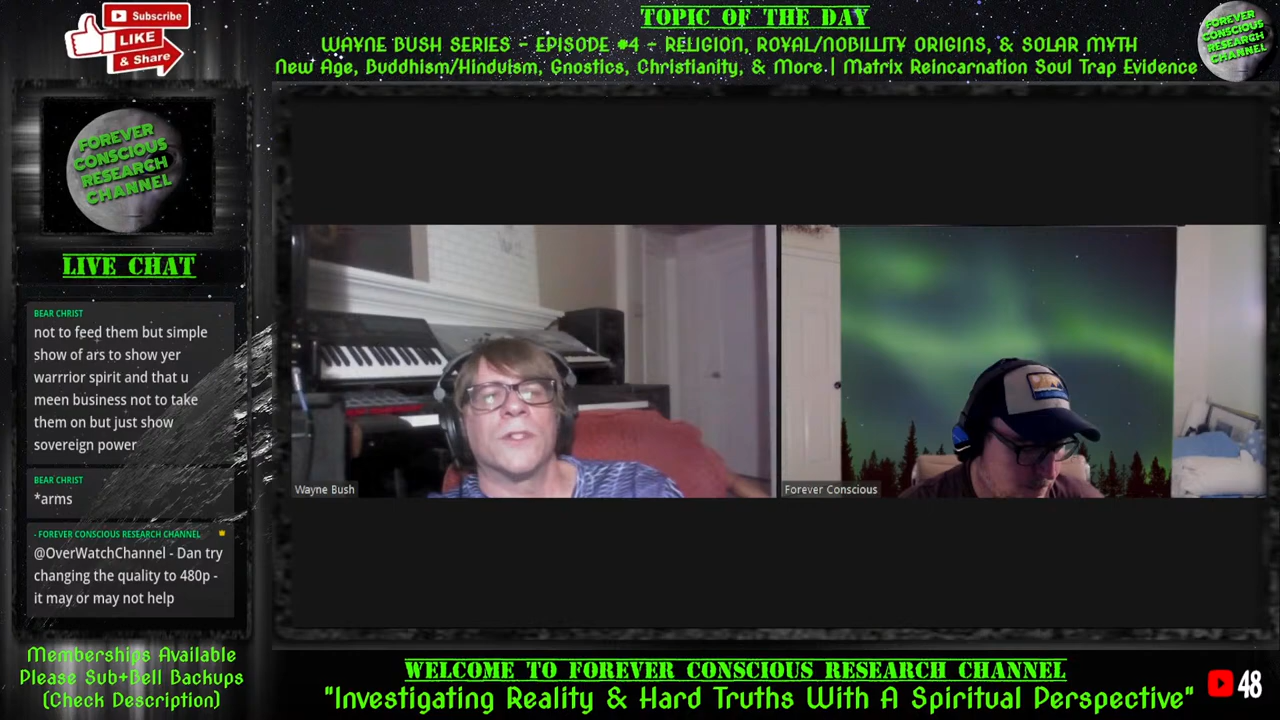 Subscribe
LIKE
& Share
TOPIC OF THE DAY
WAYNE BUSH SERIES - EPISODE #4 - RELIGION, ROYAL/NOBILLITY ORIGINS, & SOLAR MYTH
New Age, Buddhism/Hinduism, Gnostics, Christianity, & More | Matrix Reincarnation Soul Trap Evidence
FOREVER
CONSCIOUS
RESEARCH
CHANNEL
FOREVER
CONSCIOUS
RESEARCH
CHANNEL
LIVE CHAT
BEAR CHRIST
not to feed them but simple
show of ars to show yer
warrrior spirit and that u
meen business not to take
them on but just show
sovereign power
BEAR CHRIST
*arms
- FOREVER CONSCIOUS RESEARCH CHANNEL
@OverWatchChannel - Dan try
changing the quality to 480p -
it may or may not help
Wayne Bush
Forever Conscious
Memberships Available
Please Sub+Bell Backups
(Check Description)
WELCOME TO FOREVER CONSCIOUS RESEARCH CHANNEL
"Investigating Reality & Hard Truths With A Spiritual Perspective"
48